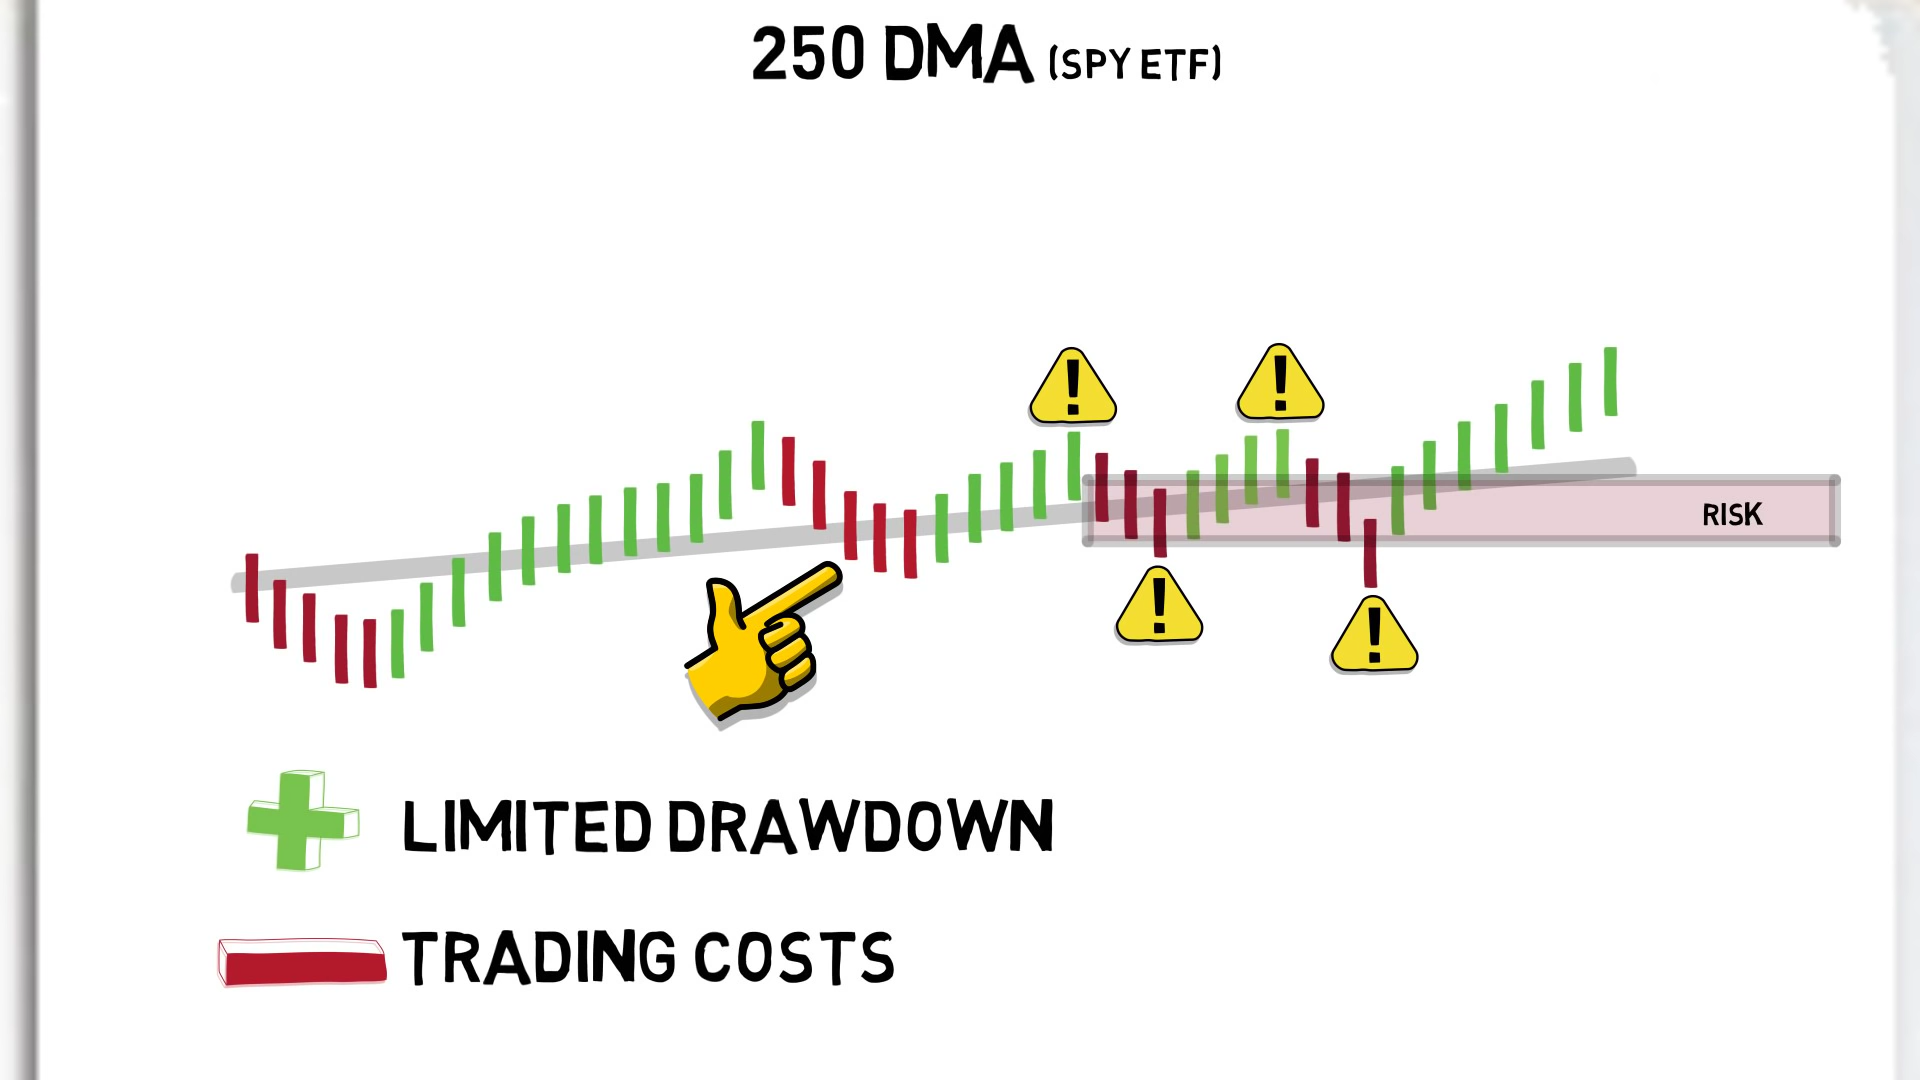 250 DMA (SPY ETF)
!
!
RISK
!
!
LIMITED DRAWDOWN
TRADING COSTS